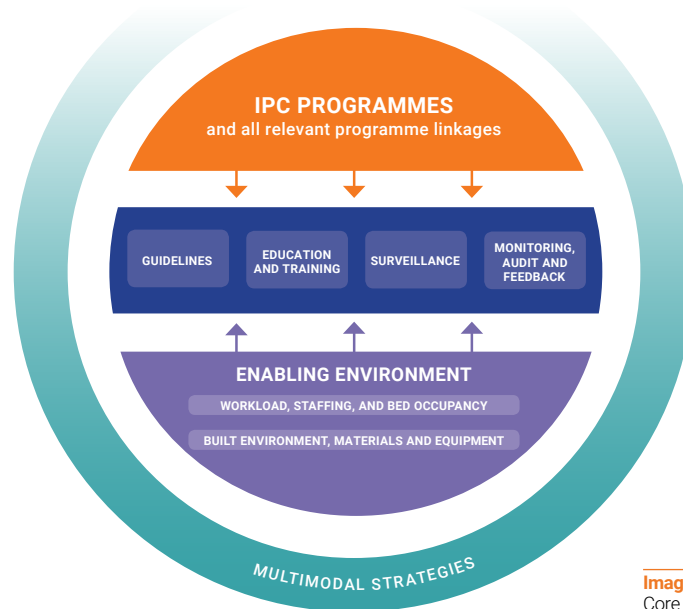 IPC PROGRAMMES
and all relevant programme linkages
GUIDELINES
EDUCATION
AND TRAINING
SURVEILLANCE
MONITORING,
AUDIT AND
FEEDBACK
ENABLING ENVIRONMENT
WORKLOAD, STAFFING, AND BED OCCUPANCY
BUILT ENVIRONMENT, MATERIALS AND EQUIPMENT
MULTIMODAL STRATEGIES
Imag
Core